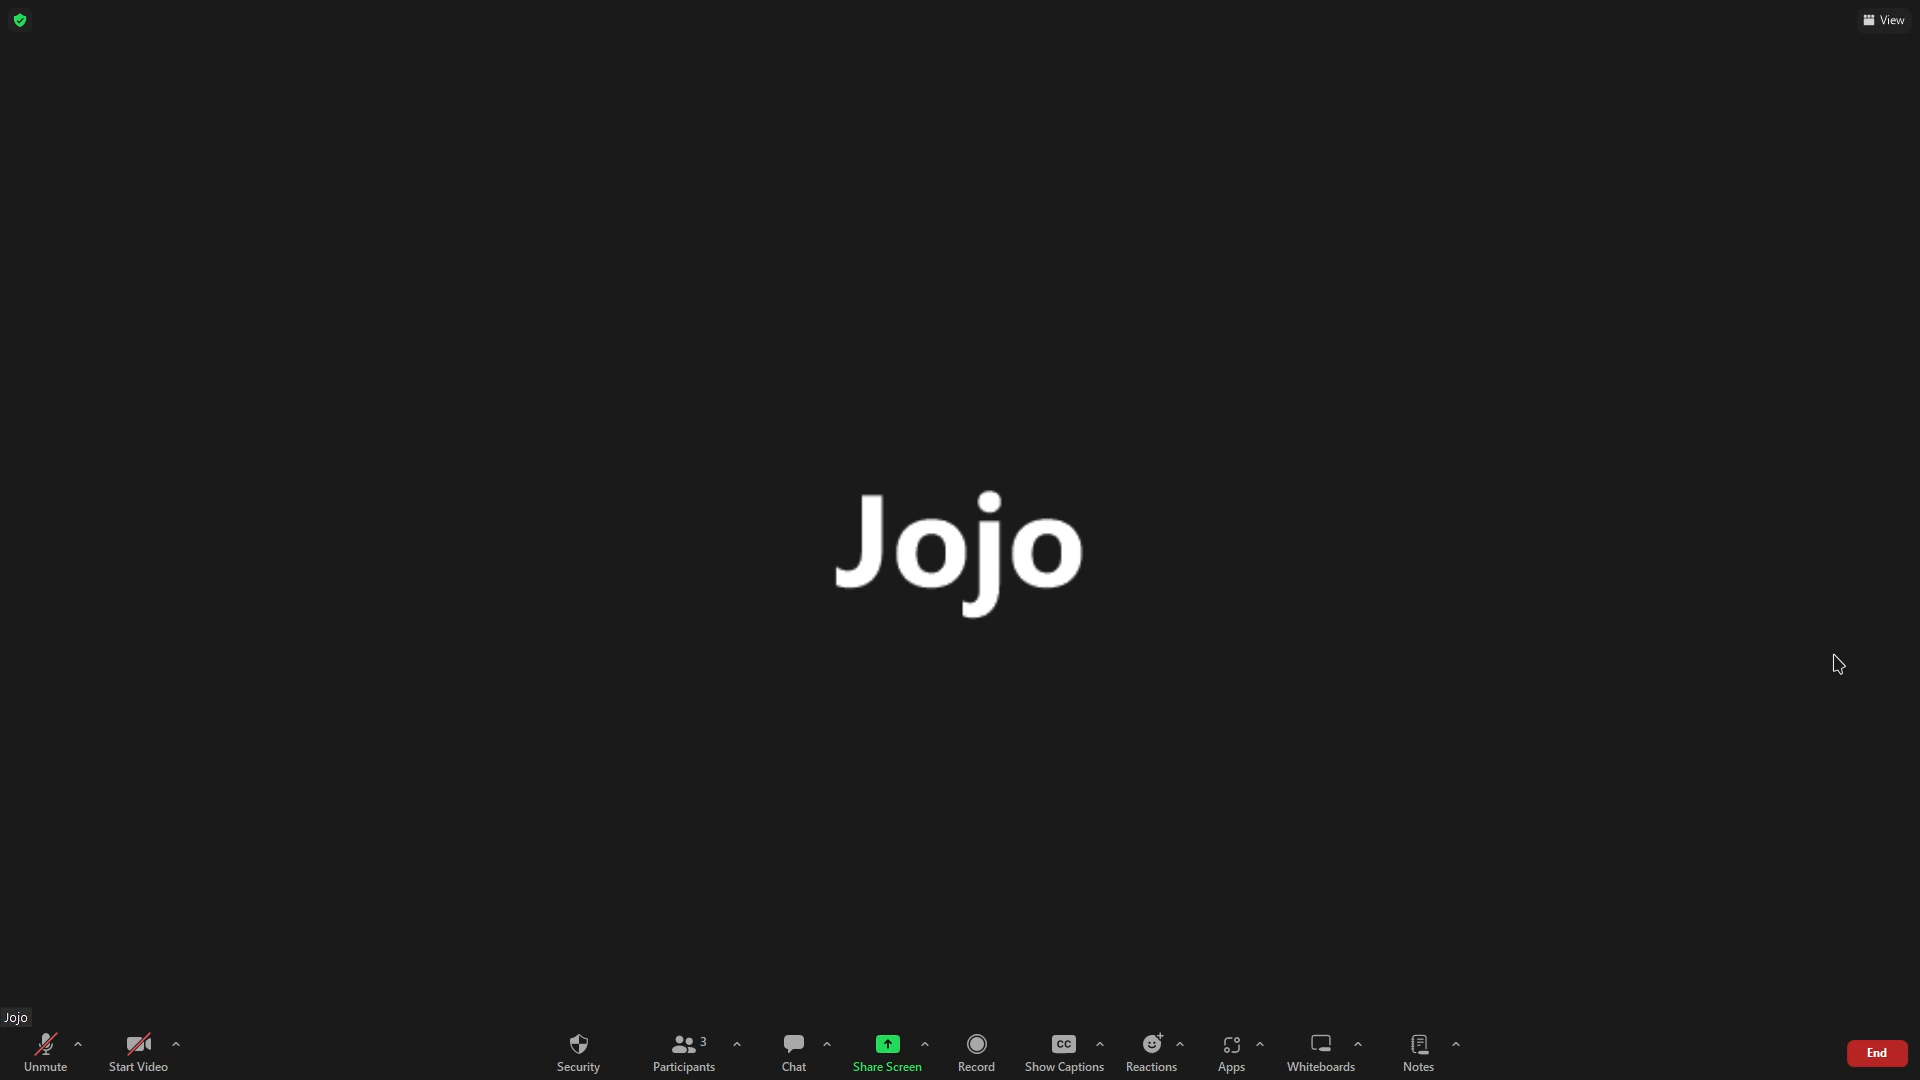 View
Jojo
Jojo
Unmute
Start Video
Security
Participants 3
Chat
Share Screen
Record
CC
Show Captions
Reactions
Apps
Whiteboards
Notes
End